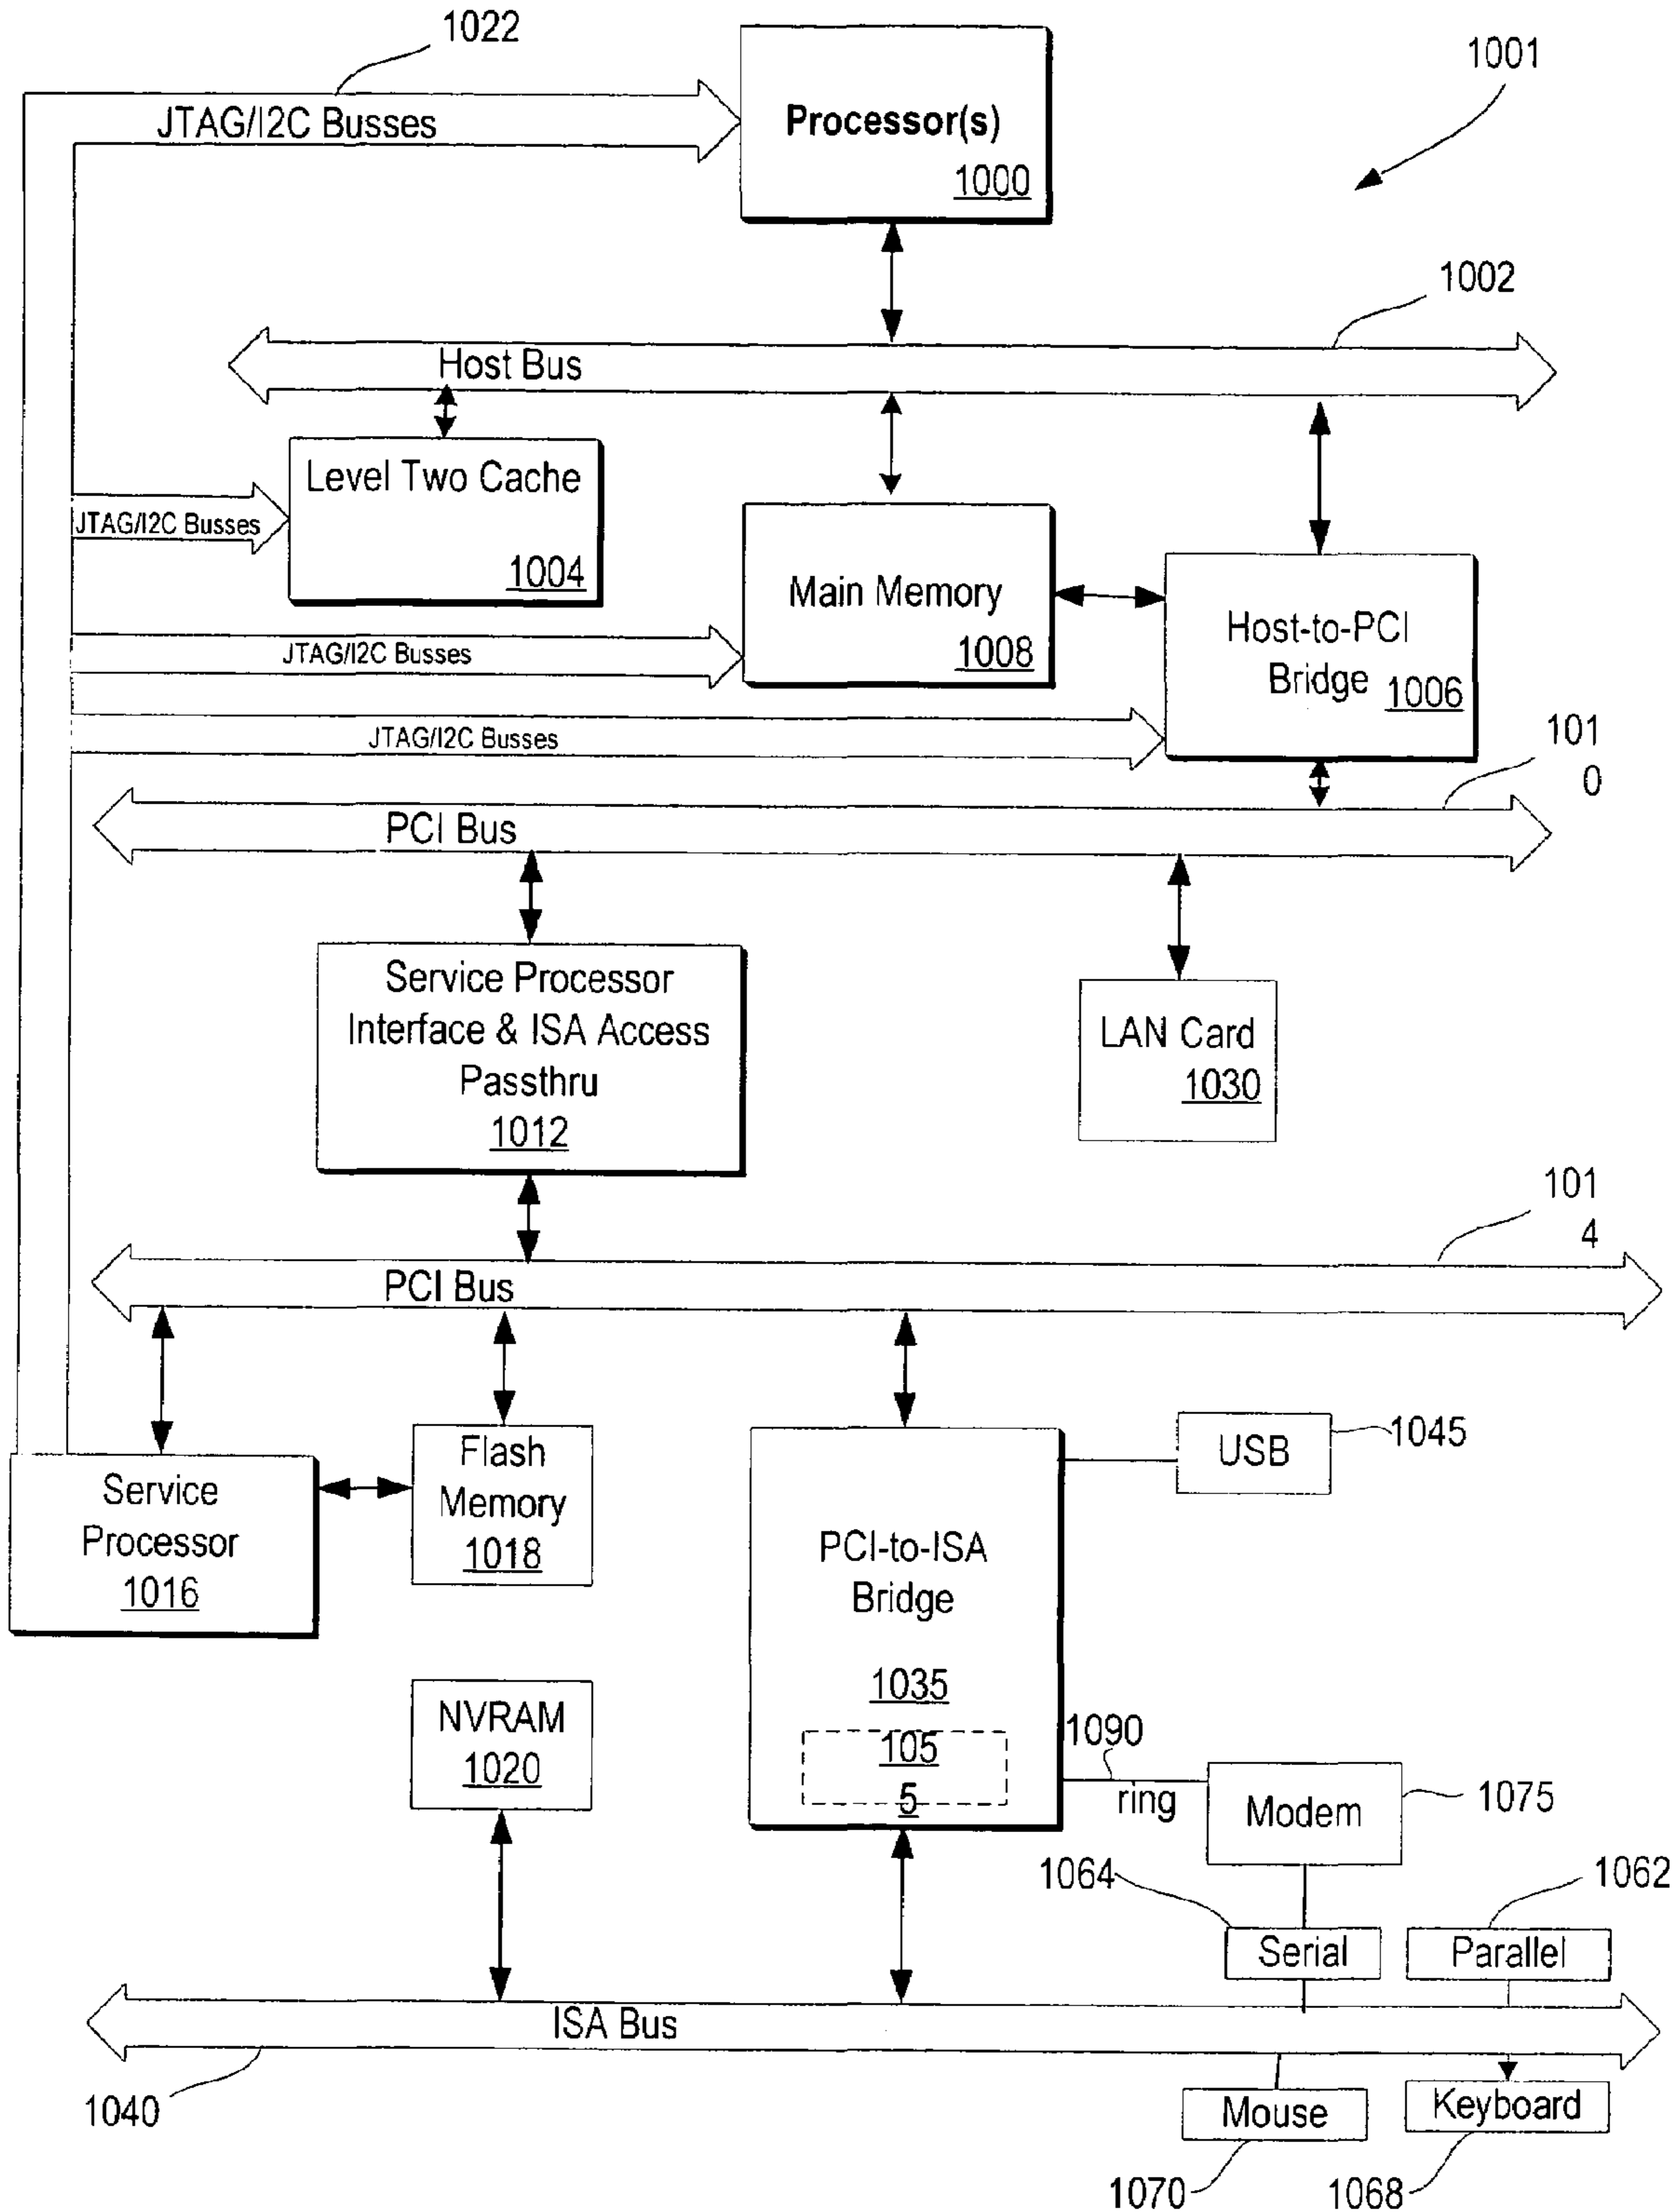 1022
1001
JTAG/I2C Busses
Processor(s)
1000
1002
Host Bus
Level Two Cache
1004
JTAG/I2C Busses
Main Memory
1008
Host-to-PCI
Bridge 1006
JTAG/I2C Busses
JTAG/I2C Busses
101
0
PCI Bus
Service Processor
Interface & ISA Access
Passthru
1012
LAN Card
1030
101
4
PCI Bus
Service
Processor
1016
Flash
Memory
1018
PCI-to-ISA
Bridge
1035
105
5
USB
1045
NVRAM
1020
1090
ring
Modem
1075
1064
1062
Serial
Parallel
ISA Bus
1040
Mouse
Keyboard
1070
1068